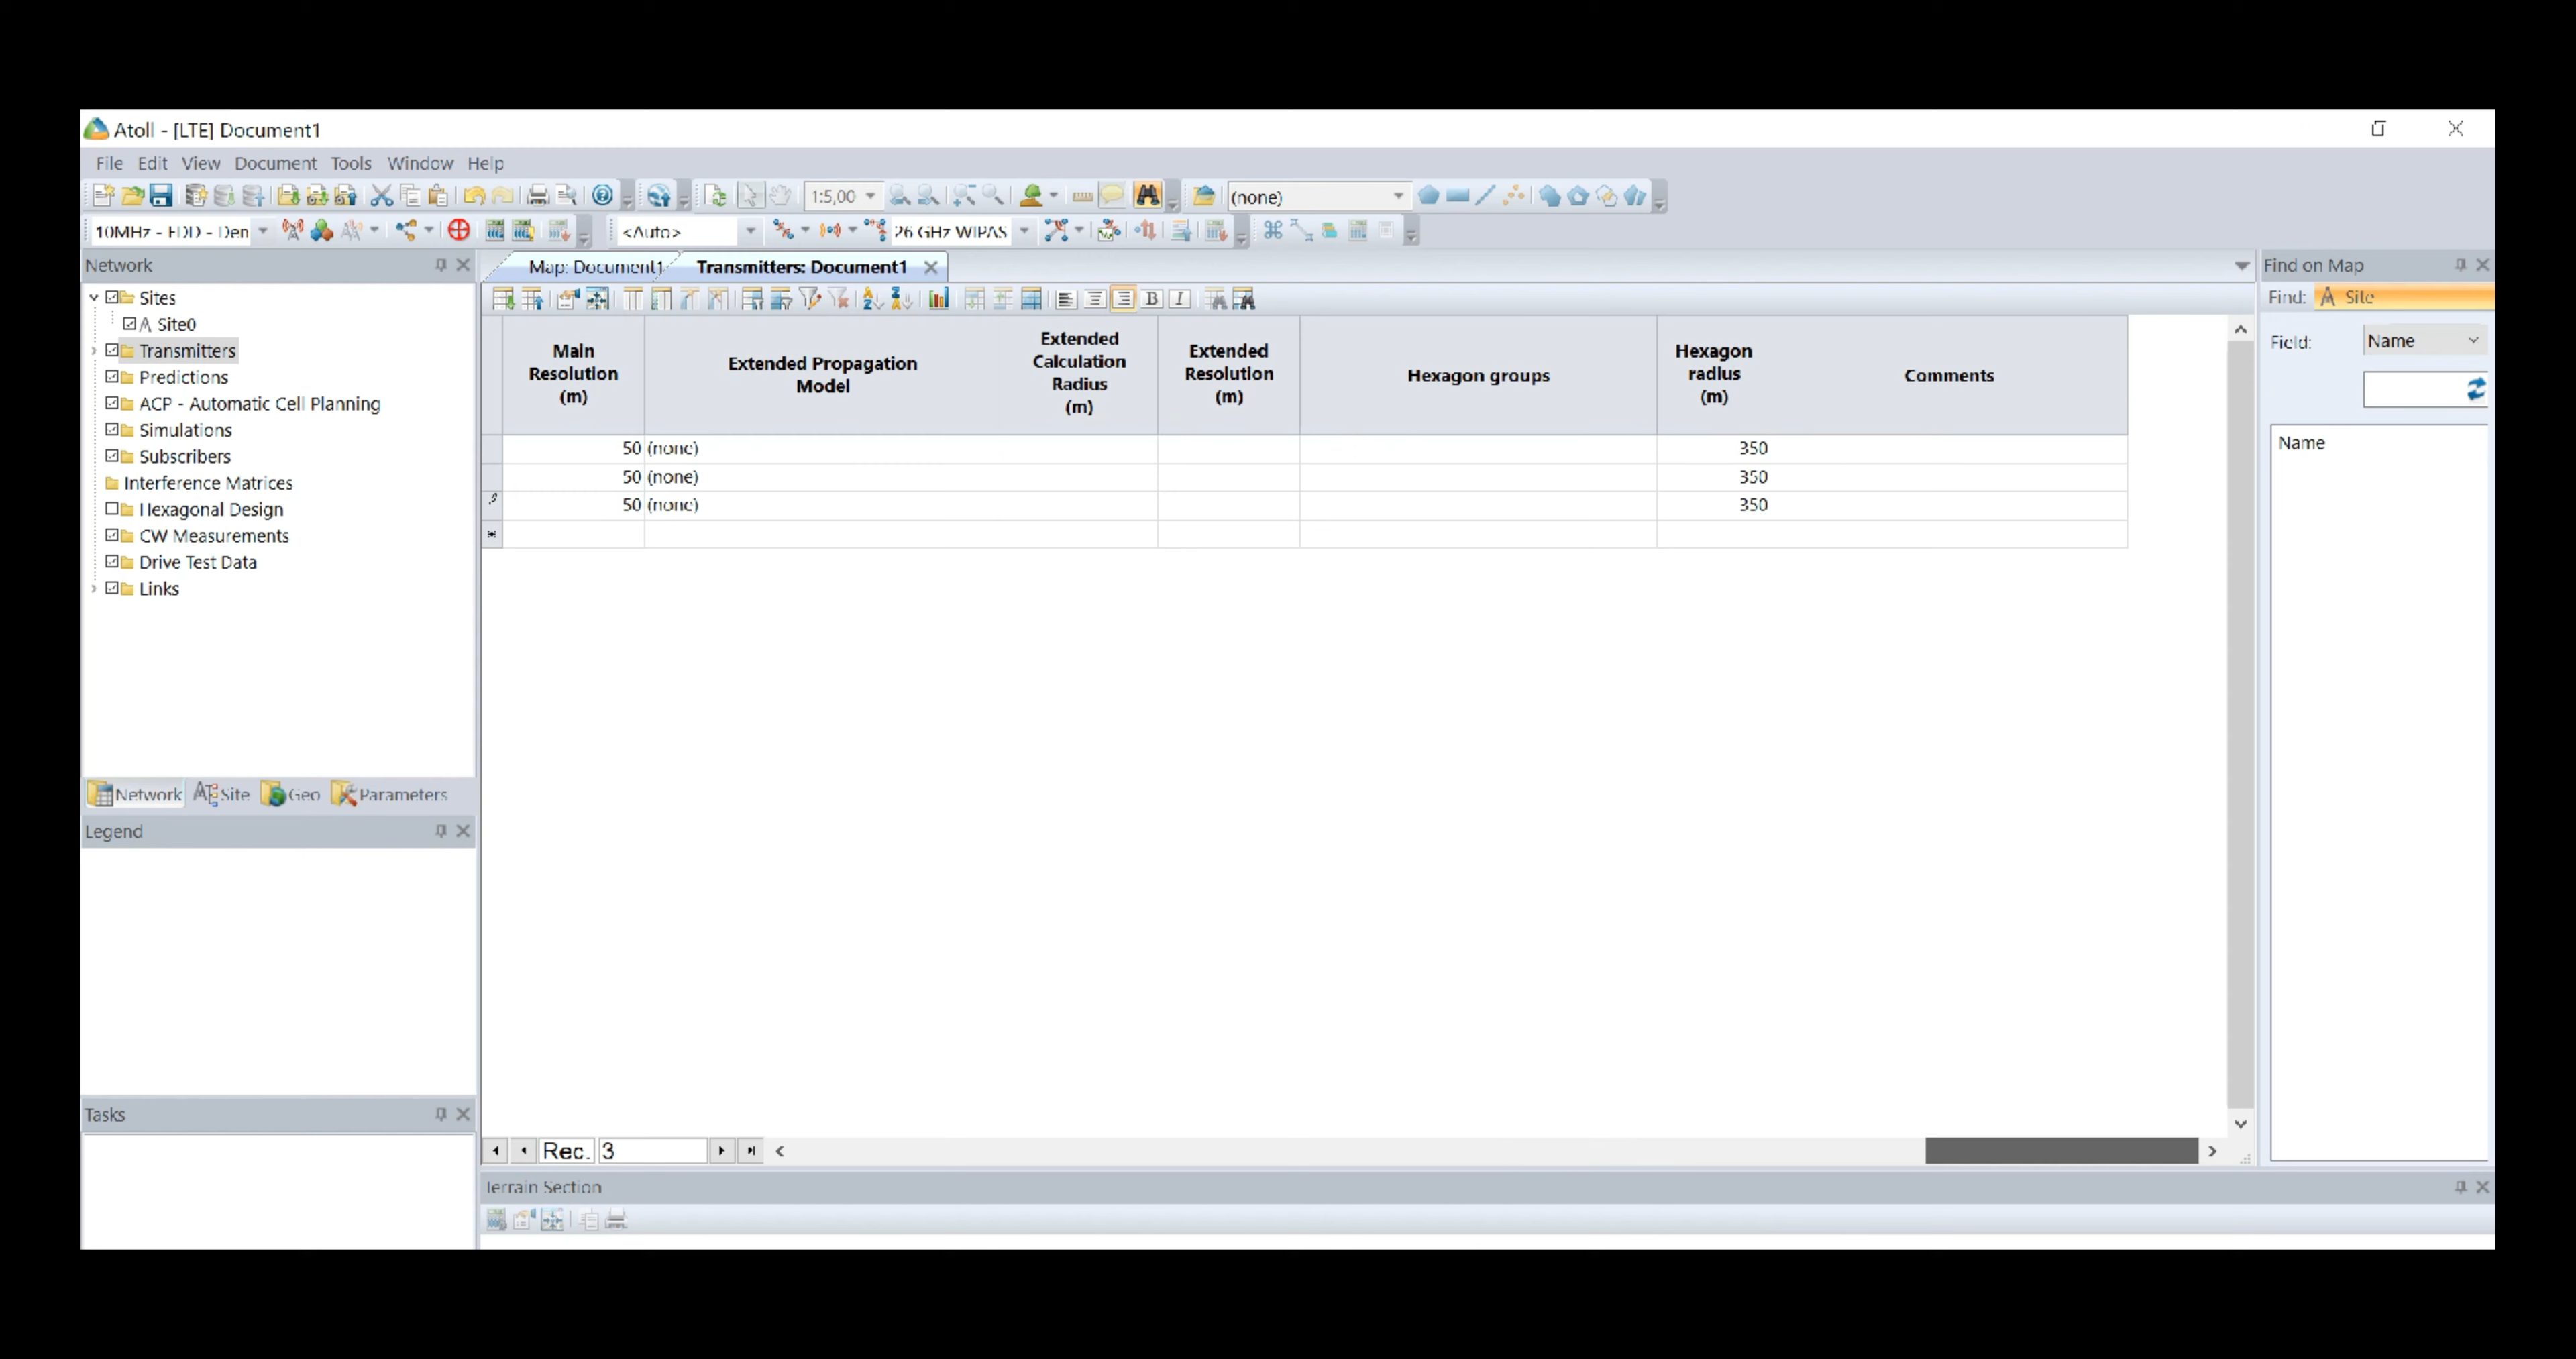 Atoll - [LTE] Document1
File Edit View Document Tools Window Help
1:5,00 (none)
10MHz - FDD - Den <Auto> 26 GHz WIPAS
Network
Sites
Site0
Transmitters
Predictions
ACP - Automatic Cell Planning
Simulations
Subscribers
Interference Matrices
Hexagonal Design
CW Measurements
Drive Test Data
Links
Network Site Geo Parameters
Legend
Tasks
Map: Document1 Transmitters: Document1
B I
Main Resolution (m) Extended Propagation Model Extended Calculation Radius (m) Extended Resolution (m) Hexagon groups Hexagon radius (m) Comments
50 (none) 350
50 (none) 350
50 (none) 350
Rec. 3
Terrain Section
Find on Map
Find: Site
Field: Name
Name